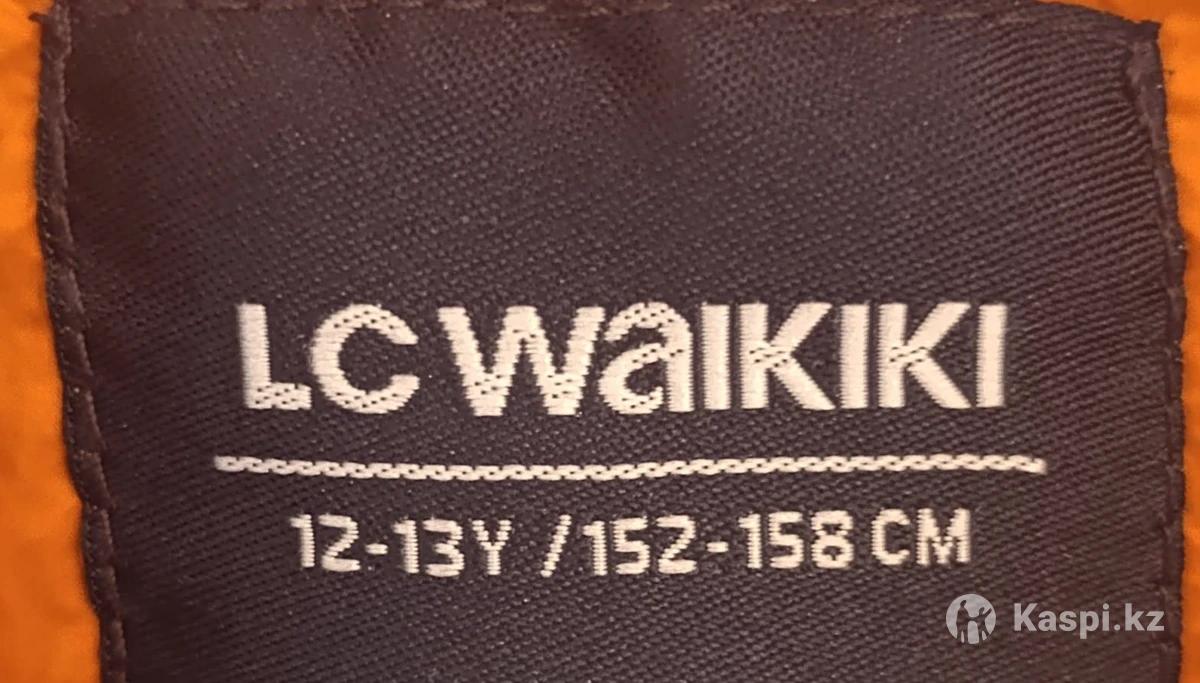 LC WAIKIKI
12-13Y / 152-158 CM
Kaspi.kz